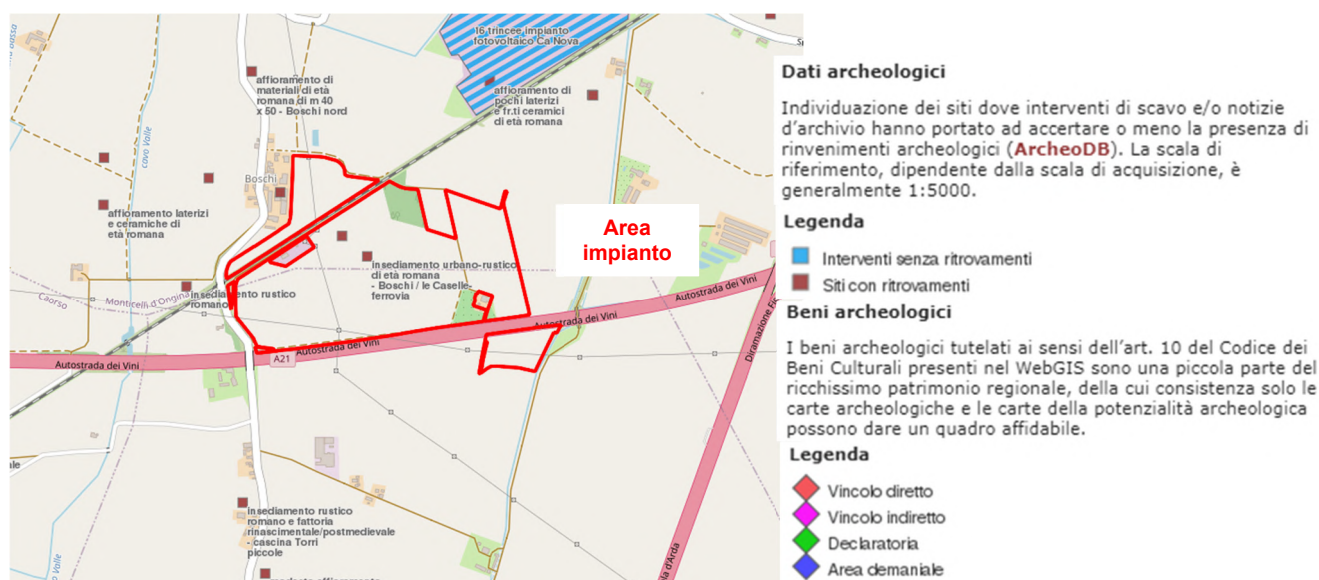 16 trincee impianto
fotovoltaico Ca Nova
affioramento di
materiali di età
romana di m 40
x 50 - Boschi nord
affioramento di
pochi laterizi
e fr.ti ceramici
di età romana
cavo Valle
Boschi
affioramento laterizi
e ceramiche di
età romana
Area
impianto
insediamento urbano-rustico
di età romana
- Boschi / le Caselle-
ferrovia
insediamento rustico
romano
Caorso
Monticelli d'Ongina
Autostrada dei Vini
Autostrada dei Vini
Autostrada dei Vini
Autostrada dei Vini
A21
insediamento rustico
romano e fattoria
rinascimentale/postmedievale
- cascina Torri
piccole
Dati archeologici
Individuazione dei siti dove interventi di scavo e/o notizie
d'archivio hanno portato ad accertare o meno la presenza di
rinvenimenti archeologici (ArcheoDB). La scala di
riferimento, dipendente dalla scala di acquisizione, è
generalmente 1:5000.
Legenda
Interventi senza ritrovamenti
Siti con ritrovamenti
Beni archeologici
I beni archeologici tutelati ai sensi dell'art. 10 del Codice dei
Beni Culturali presenti nel WebGIS sono una piccola parte del
ricchissimo patrimonio regionale, della cui consistenza solo le
carte archeologiche e le carte della potenzialità archeologica
possono dare un quadro affidabile.
Legenda
Vincolo diretto
Vincolo indiretto
Declaratoria
Area demaniale